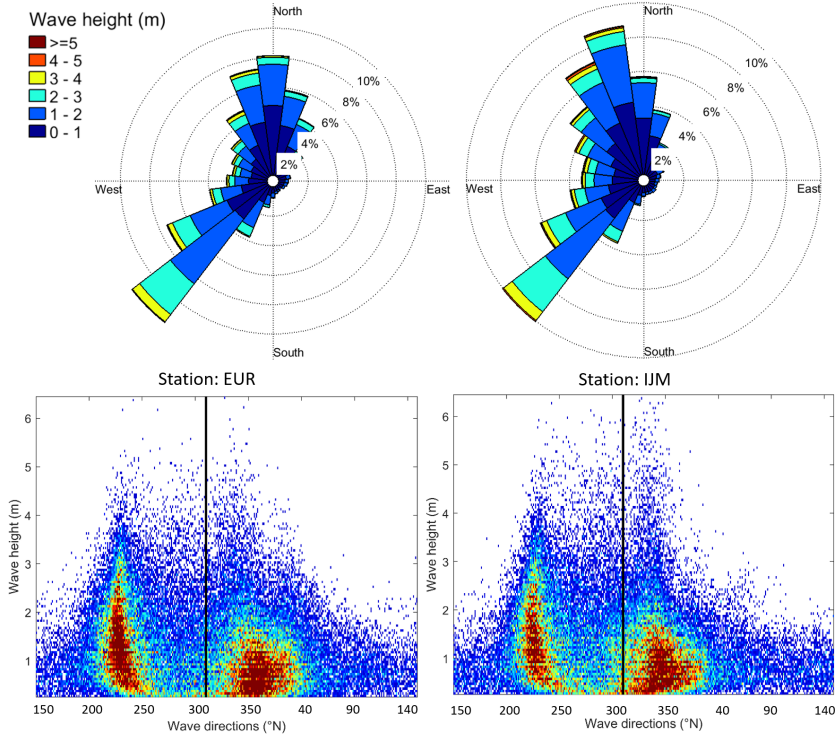 Wave height (m)
>=5
4 - 5
3 - 4
2 - 3
1 - 2
0 - 1
North
10%
8%
6%
4%
2%
West
East
South
North
10%
8%
6%
4%
2%
West
East
South
Station: EUR
Station: IJM
6
5
4
3
2
1
Wave height (m)
150 200 250 300 350 40 90 140
Wave directions (°N)
6
5
4
3
2
1
Wave height (m)
150 200 250 300 350 40 90 140
Wave directions (°N)